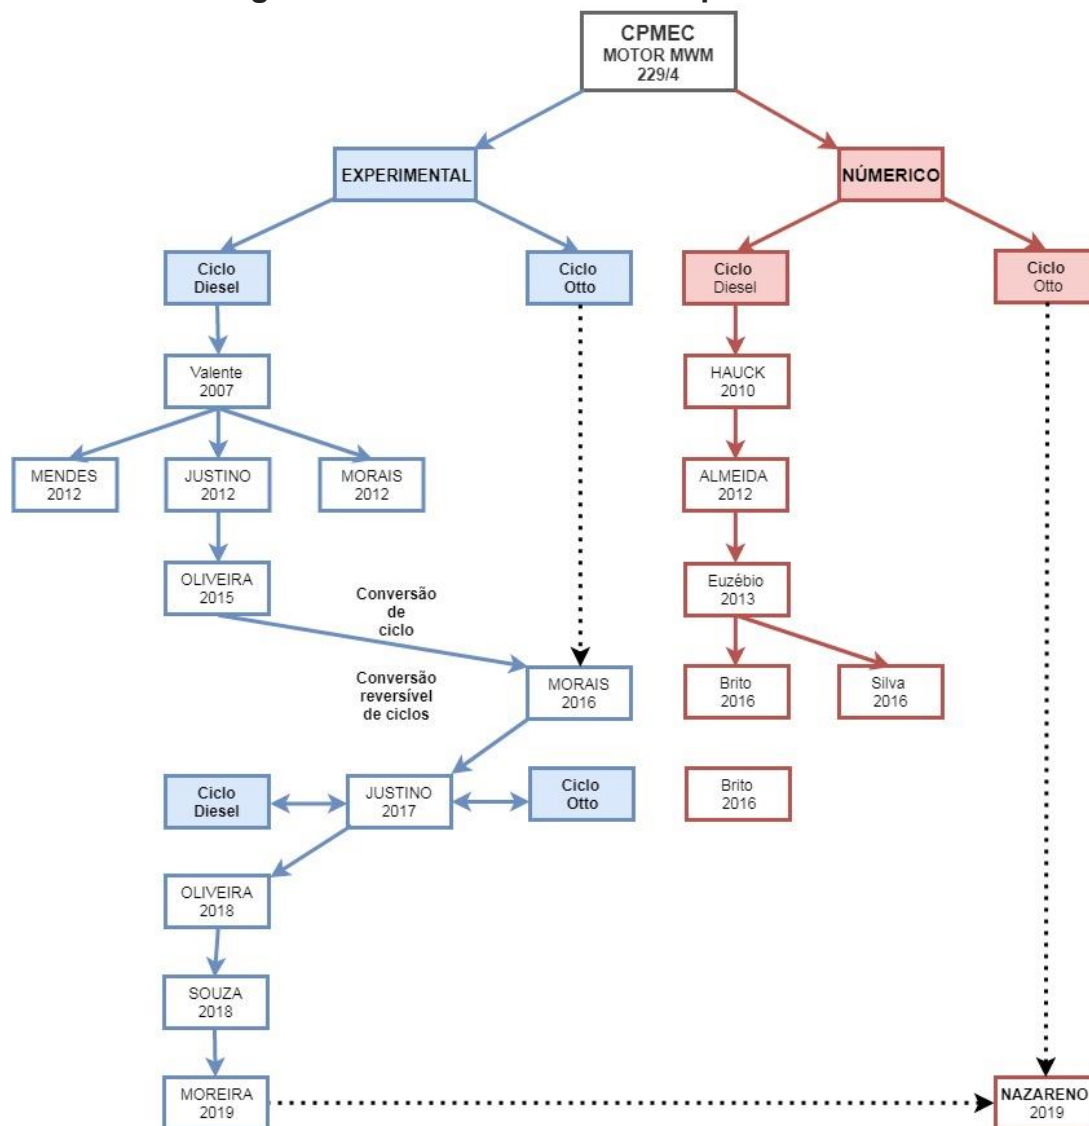 CPMEC
MOTOR MWM
229/4
EXPERIMENTAL
NÚMERICO
Ciclo
Diesel
Ciclo
Otto
Ciclo
Diesel
Ciclo
Otto
Valente
2007
HAUCK
2010
MENDES
2012
JUSTINO
2012
MORAIS
2012
ALMEIDA
2012
OLIVEIRA
2015
Conversão
de
ciclo
Euzébio
2013
Conversão
reversível
de ciclos
MORAIS
2016
Brito
2016
Silva
2016
Ciclo
Diesel
JUSTINO
2017
Ciclo
Otto
Brito
2016
OLIVEIRA
2018
SOUZA
2018
MOREIRA
2019
NAZARENO
2019